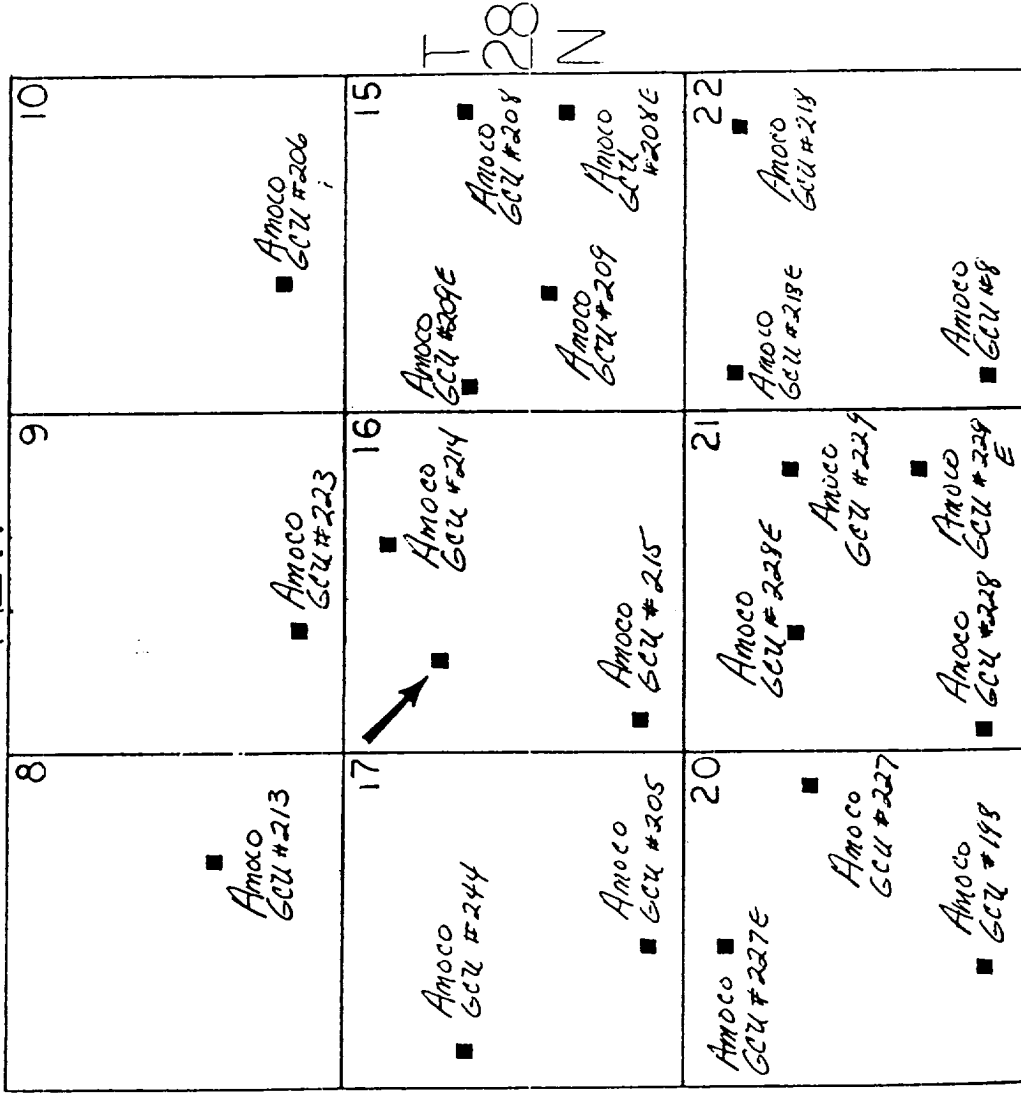 8
Amoco
GCU #213
9
Amoco
GCU #223
10
Amoco
GCU #206
17
Amoco
GCU #244
Amoco
GCU #205
16
Amoco
GCU #214
Amoco
GCU #215
15
Amoco
GCU #209E
Amoco
GCU #208
Amoco
GCU #209
Amoco
GCU
#208E
T
28
N
20
Amoco
GCU #227E
Amoco
GCU #227
Amoco
GCU #193
21
Amoco
GCU #228E
Amoco
GCU #229
Amoco
GCU #228
Amoco
GCU #229
E
22
Amoco
GCU #218E
Amoco
GCU #218
Amoco
GCU #8